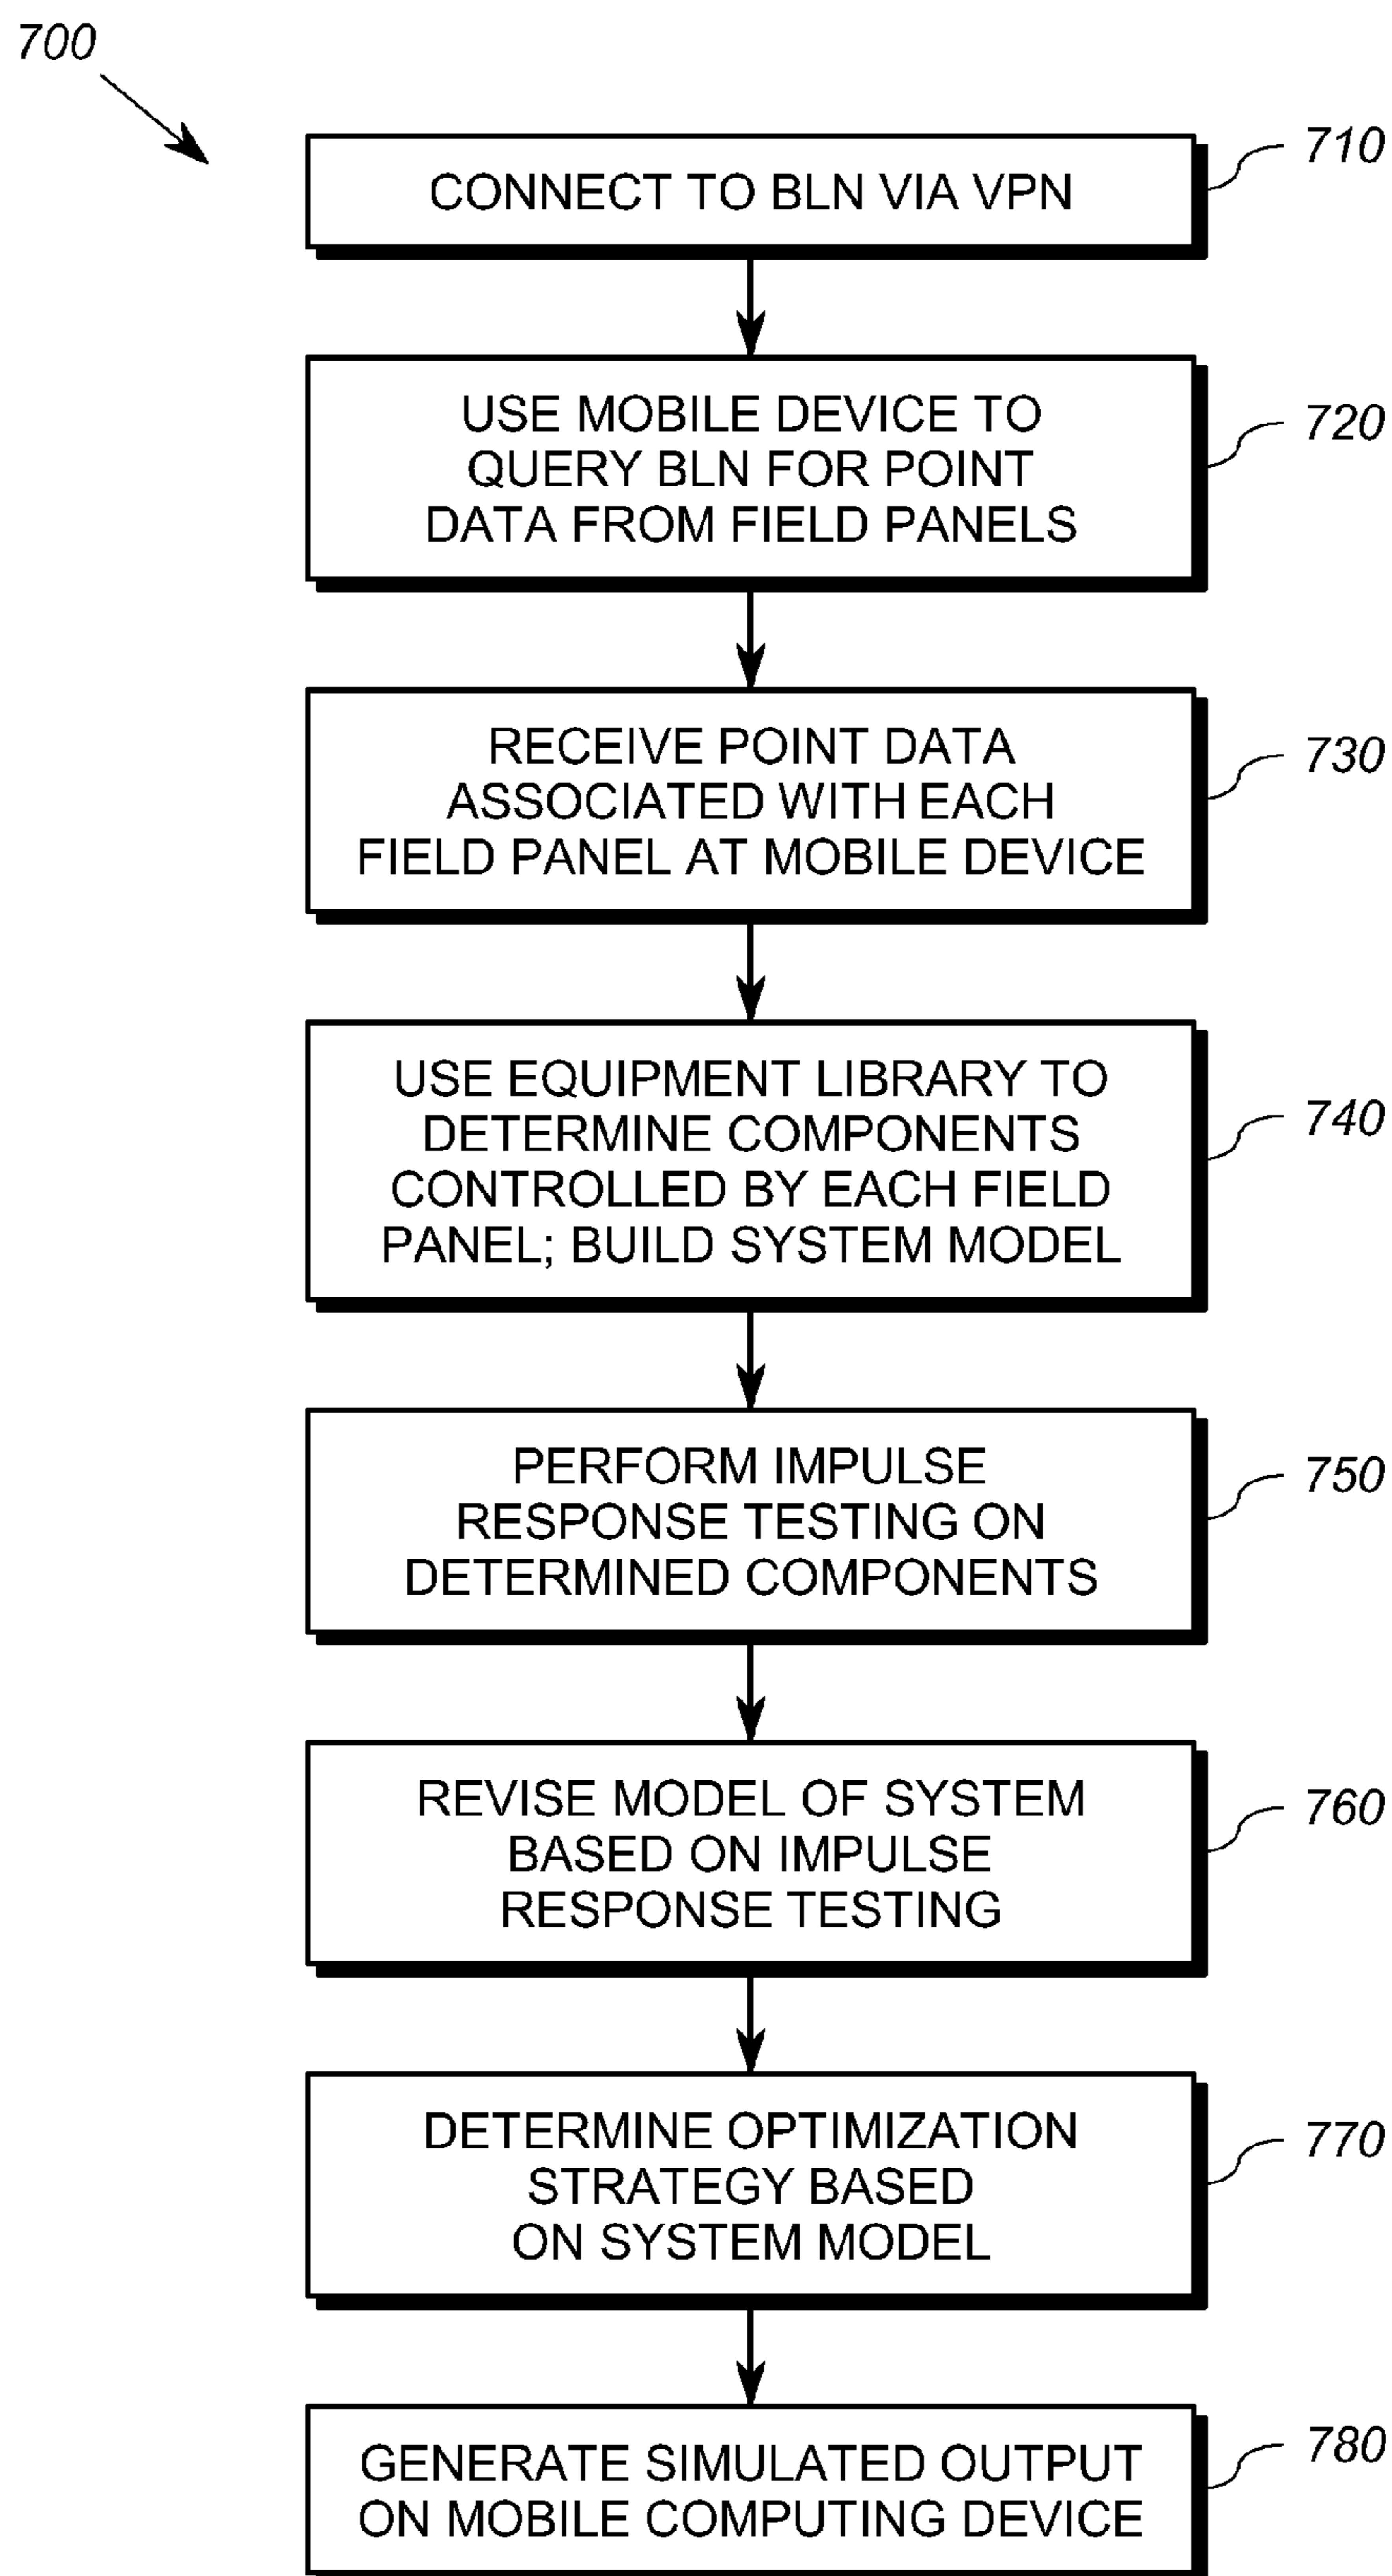 700
CONNECT TO BLN VIA VPN
710
USE MOBILE DEVICE TO
QUERY BLN FOR POINT
DATA FROM FIELD PANELS
720
RECEIVE POINT DATA
ASSOCIATED WITH EACH
FIELD PANEL AT MOBILE DEVICE
730
USE EQUIPMENT LIBRARY TO
DETERMINE COMPONENTS
CONTROLLED BY EACH FIELD
PANEL; BUILD SYSTEM MODEL
740
PERFORM IMPULSE
RESPONSE TESTING ON
DETERMINED COMPONENTS
750
REVISE MODEL OF SYSTEM
BASED ON IMPULSE
RESPONSE TESTING
760
DETERMINE OPTIMIZATION
STRATEGY BASED
ON SYSTEM MODEL
770
GENERATE SIMULATED OUTPUT
ON MOBILE COMPUTING DEVICE
780